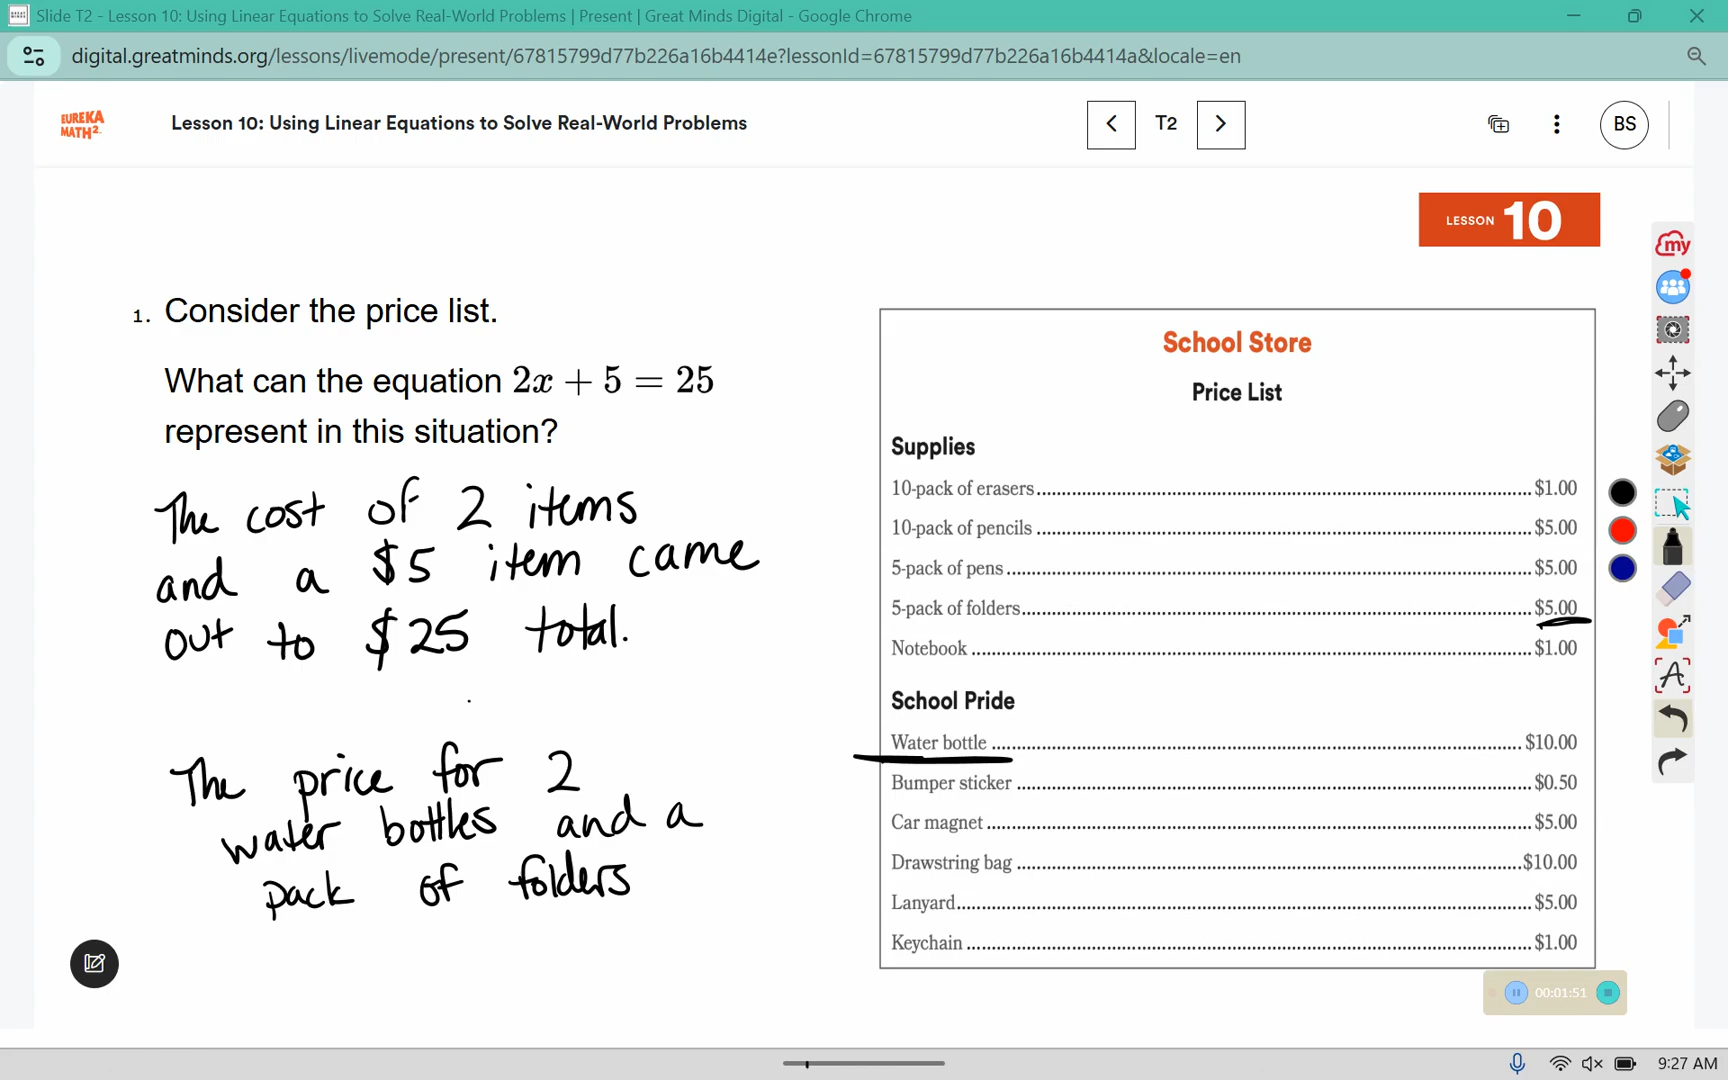 Slide T2 - Lesson 10: Using Linear Equations to Solve Real-World Problems | Present | Great Minds Digital - Google Chrome
digital.greatminds.org/lessons/livemode/present/67815799d77b226a16b4414e?lessonId=67815799d77b226a16b4414a&locale=en
EUREKA
MATH²
Lesson 10: Using Linear Equations to Solve Real-World Problems
T2
BS
LESSON 10
1. Consider the price list.
What can the equation 2x + 5 = 25
represent in this situation?
The cost of 2 items
and a $5 item came
out to $25 total.
The price for 2
water bottles and a
pack of folders
School Store
Price List
Supplies
10-pack of erasers $1.00
10-pack of pencils $5.00
5-pack of pens $5.00
5-pack of folders $5.00
Notebook $1.00
School Pride
Water bottle $10.00
Bumper sticker $0.50
Car magnet $5.00
Drawstring bag $10.00
Lanyard $5.00
Keychain $1.00
my
A
00:01:51
9:27 AM